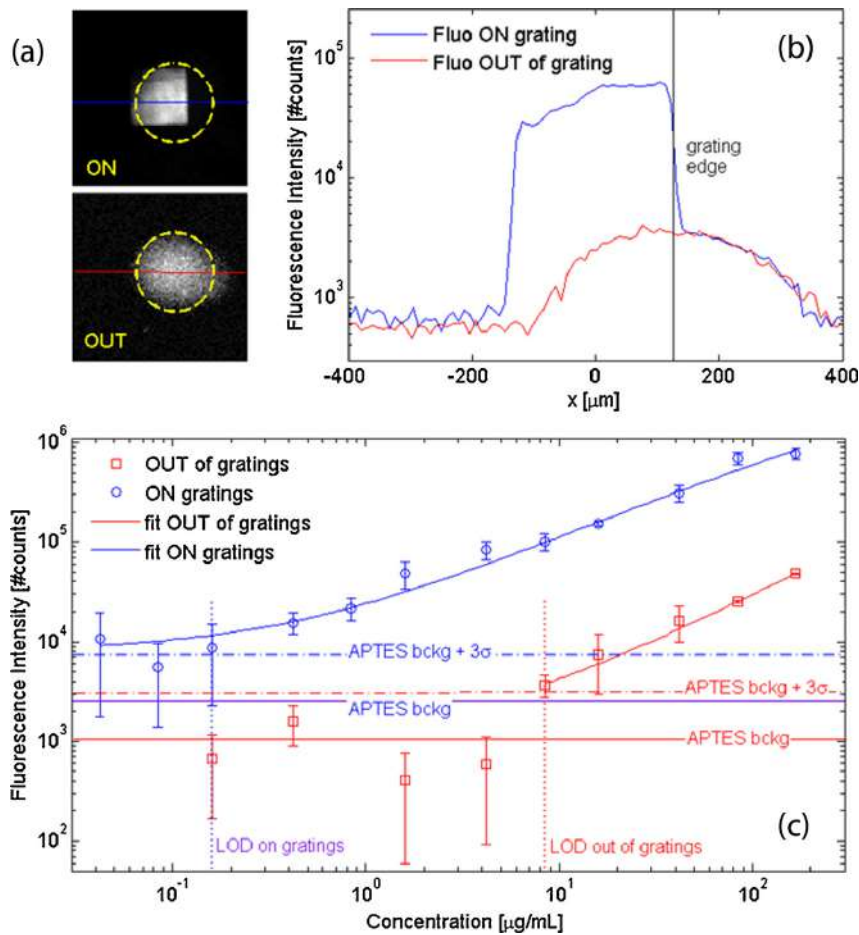 (a)
ON
OUT
(b)
Fluo ON grating
Fluo OUT of grating
grating
edge
Fluorescence Intensity [#counts]
10^5
10^4
10^3
-400 -200 0 200 400
x [μm]
(c)
OUT of gratings
ON gratings
fit OUT of gratings
fit ON gratings
APTES bckg + 3σ
APTES bckg + 3σ
APTES bckg
APTES bckg
LOD on gratings
LOD out of gratings
Fluorescence Intensity [#counts]
10^6
10^5
10^4
10^3
10^2
10^-1 10^0 10^1 10^2
Concentration [μg/mL]